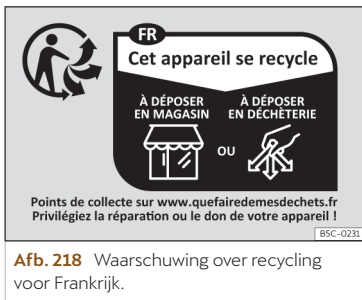 FR
Cet appareil se recycle
À DÉPOSER
EN MAGASIN
OU
À DÉPOSER
EN DÉCHÈTERIE
Points de collecte sur www.quefairedemesdechets.fr
Privilégiez la réparation ou le don de votre appareil !
B5C-0231
Afb. 218 Waarschuwing over recycling
voor Frankrijk.